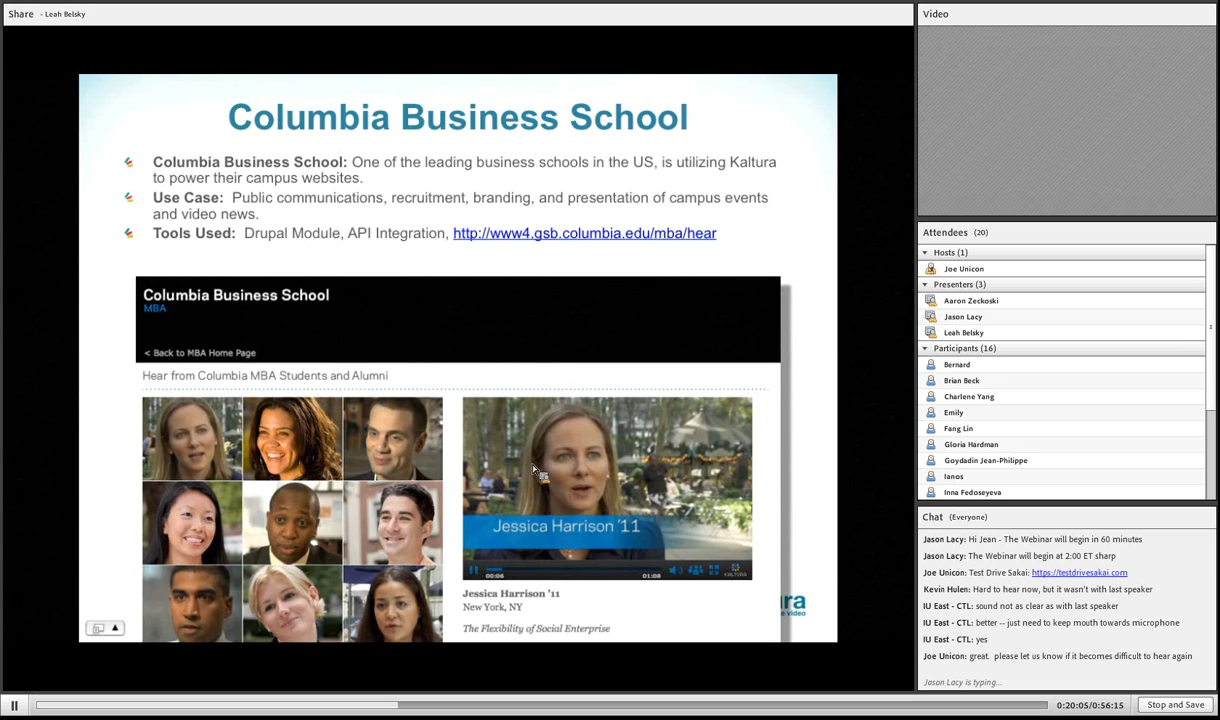 Share - Leah Belsky
Columbia Business School
Columbia Business School: One of the leading business schools in the US, is utilizing Kaltura
to power their campus websites.
Use Case: Public communications, recruitment, branding, and presentation of campus events
and video news.
Tools Used: Drupal Module, API Integration, http://www4.gsb.columbia.edu/mba/hear
Columbia Business School
MBA
< Back to MBA Home Page
Hear from Columbia MBA Students and Alumni
Jessica Harrison '11
00:06
01:08
KALTURA
Jessica Harrison '11
New York, NY
The Flexibility of Social Enterprise
ura
e video
Video
Attendees (20)
Hosts (1)
Joe Unicon
Presenters (3)
Aaron Zeckoski
Jason Lacy
Leah Belsky
Participants (16)
Bernard
Brian Beck
Charlene Yang
Emily
Fang Lin
Gloria Hardman
Goydadin Jean-Philippe
Ianos
Inna Fedoseyeva
Chat (Everyone)
Jason Lacy: Hi Jean - The Webinar will begin in 60 minutes
Jason Lacy: The Webinar will begin at 2:00 ET sharp
Joe Unicon: Test Drive Sakai: https://testdrivesakai.com
Kevin Hulen: Hard to hear now, but it wasn't with last speaker
IU East - CTL: sound not as clear as with last speaker
IU East - CTL: better -- just need to keep mouth towards microphone
IU East - CTL: yes
Joe Unicon: great. please let us know if it becomes difficult to hear again
Jason Lacy is typing...
0:20:05/0:56:15
Stop and Save